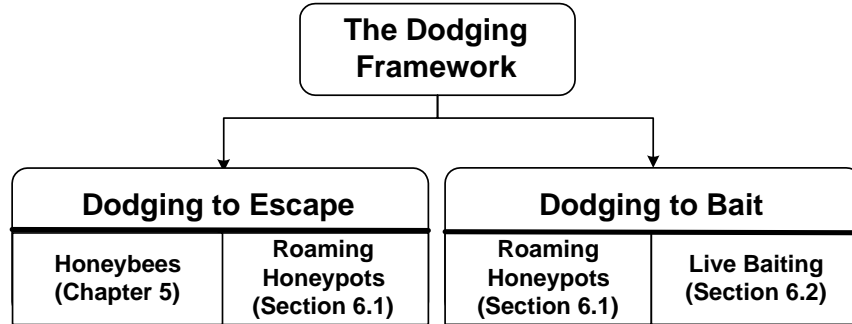 The Dodging
Framework
Dodging to Escape
Honeybees
(Chapter 5)
Roaming
Honeypots
(Section 6.1)
Dodging to Bait
Roaming
Honeypots
(Section 6.1)
Live Baiting
(Section 6.2)